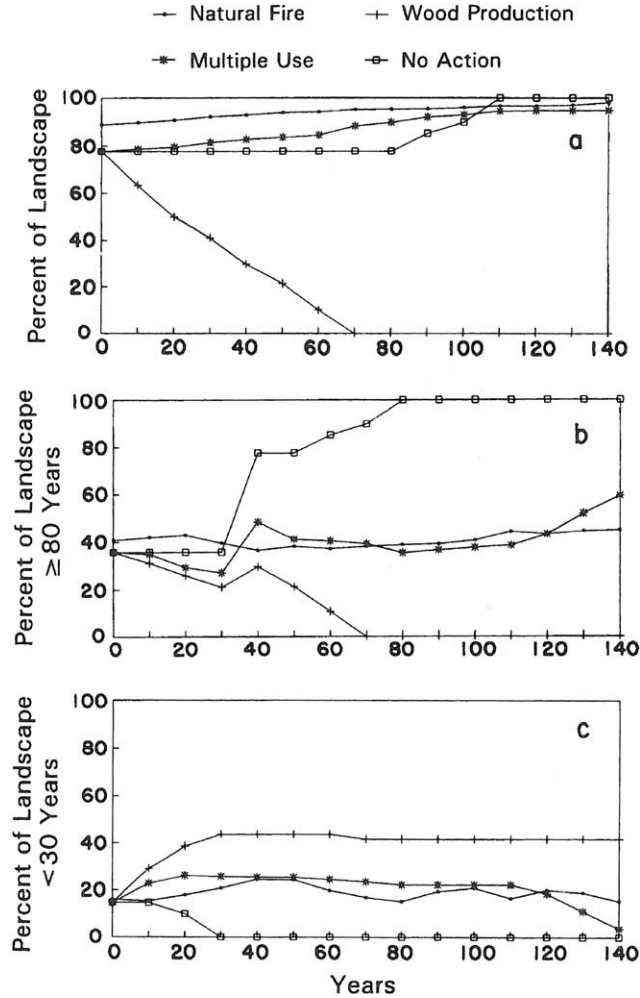 Natural Fire
Wood Production
Multiple Use
No Action
Percent of Landscape
100
80
60
40
20
0
a
0 20 40 60 80 100 120 140
Percent of Landscape
≥80 Years
100
80
60
40
20
0
b
0 20 40 60 80 100 120 140
Percent of Landscape
<30 Years
100
80
60
40
20
0
c
0 20 40 60 80 100 120 140
Years